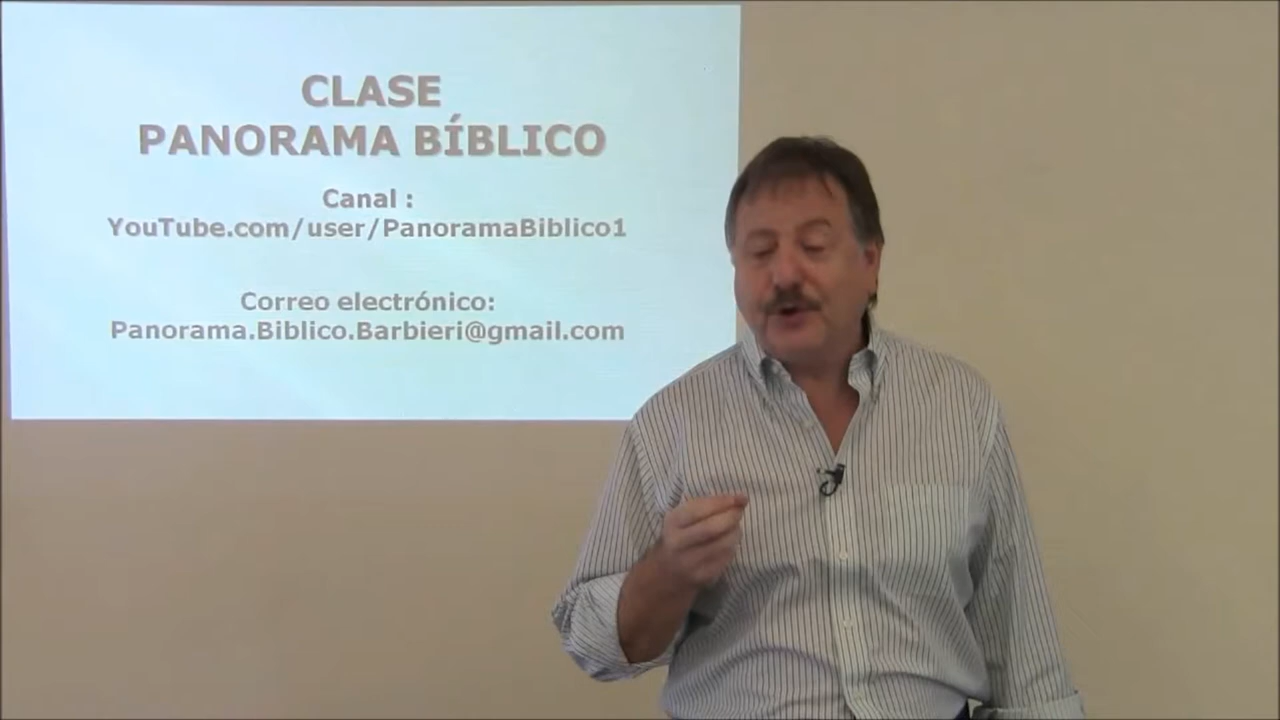 CLASE
PANORAMA BÍBLICO
Canal :
YouTube.com/user/PanoramaBiblico1
Correo electrónico:
Panorama.Biblico.Barbieri@gmail.com